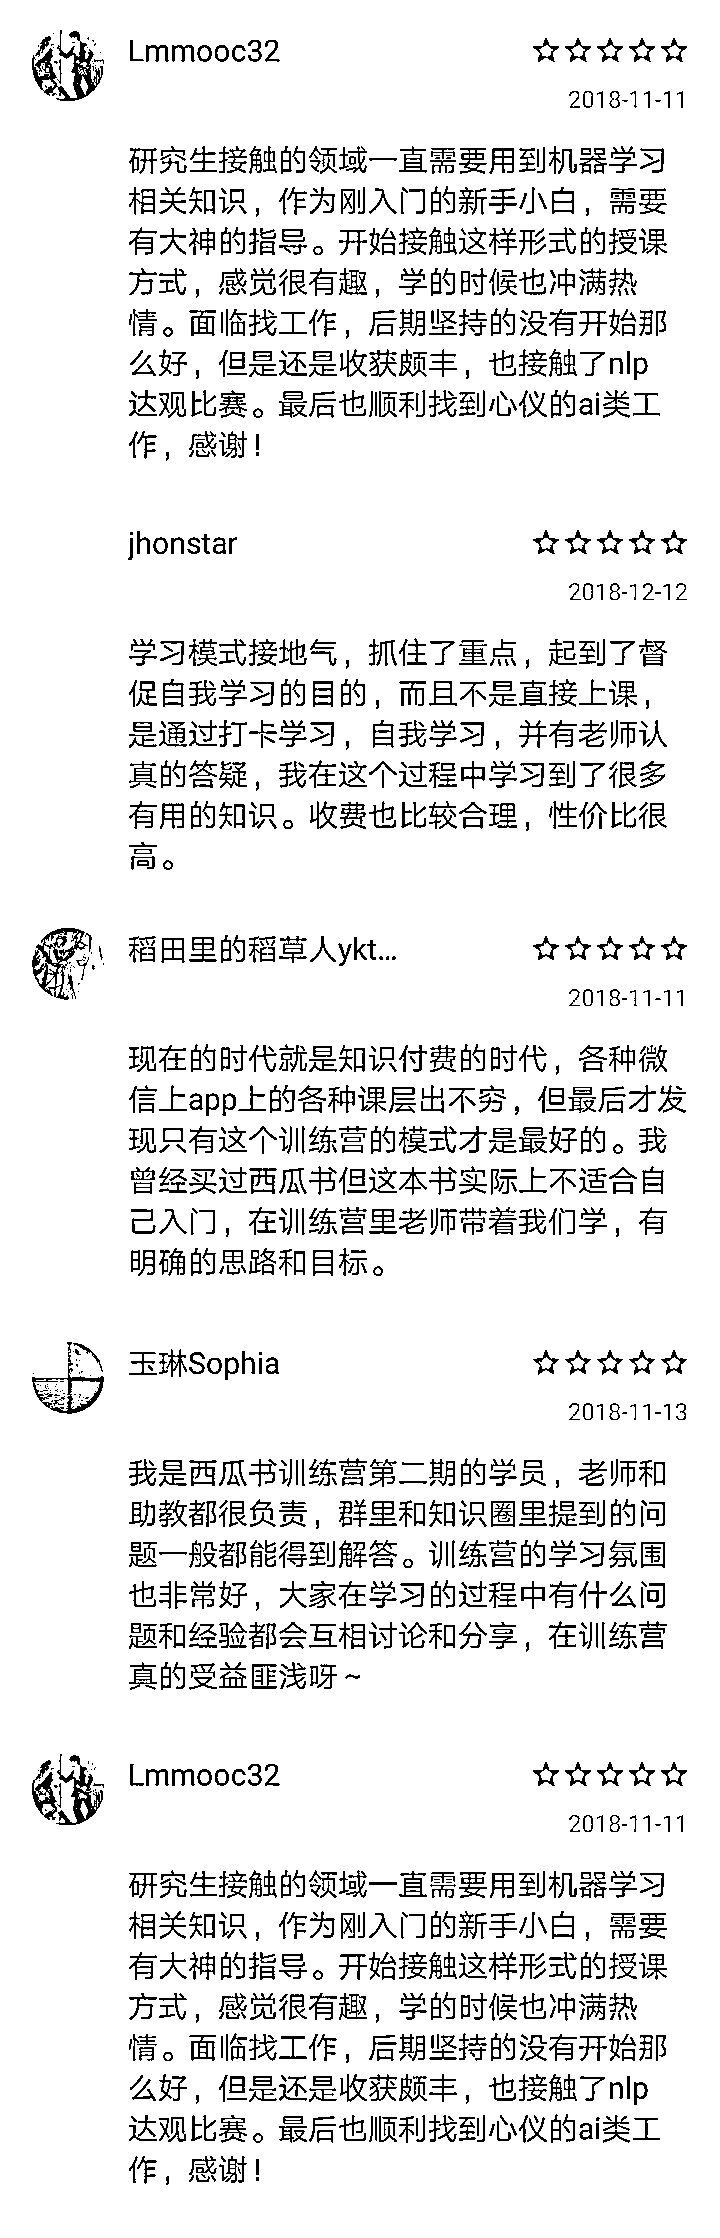 Lmmooc32
☆☆☆☆☆
2018-11-11
研究生接触的领域一直需要用到机器学习
相关知识，作为刚入门的新手小白，需要
有大神的指导。开始接触这样形式的授课
方式，感觉很有趣，学的时候也冲满热
情。面临找工作，后期坚持的没有开始那
么好，但是还是收获颇丰，也接触了nlp
达观比赛。最后也顺利找到心仪的ai类工
作，感谢！
jhonstar
☆☆☆☆☆
2018-12-12
学习模式接地气，抓住了重点，起到了督
促自我学习的目的，而且不是直接上课，
是通过打卡学习，自我学习，并有老师认
真的答疑，我在这个过程中学习到了很多
有用的知识。收费也比较合理，性价比很
高。
稻田里的稻草人ykt...
☆☆☆☆☆
2018-11-11
现在的时代就是知识付费的时代，各种微
信上app上的各种课层出不穷，但最后才发
现只有这个训练营的模式才是最好的。我
曾经买过西瓜书但这本书实际上不适合自
己入门，在训练营里老师带着我们学，有
明确的思路和目标。
玉琳Sophia
☆☆☆☆☆
2018-11-13
我是西瓜书训练营第二期的学员，老师和
助教都很负责，群里和知识圈里提到的问
题一般都能得到解答。训练营的学习氛围
也非常好，大家在学习的过程中有什么问
题和经验都会互相讨论和分享，在训练营
真的受益匪浅呀～
Lmmooc32
☆☆☆☆☆
2018-11-11
研究生接触的领域一直需要用到机器学习
相关知识，作为刚入门的新手小白，需要
有大神的指导。开始接触这样形式的授课
方式，感觉很有趣，学的时候也冲满热
情。面临找工作，后期坚持的没有开始那
么好，但是还是收获颇丰，也接触了nlp
达观比赛。最后也顺利找到心仪的ai类工
作，感谢！